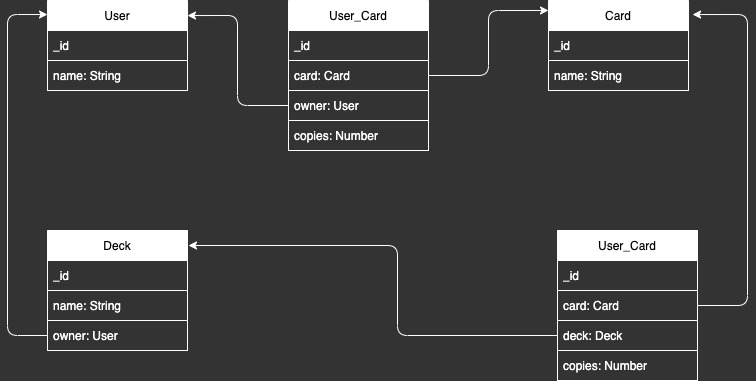 User
_id
name: String
User_Card
_id
card: Card
owner: User
copies: Number
Card
_id
name: String
Deck
_id
name: String
owner: User
User_Card
_id
card: Card
deck: Deck
copies: Number